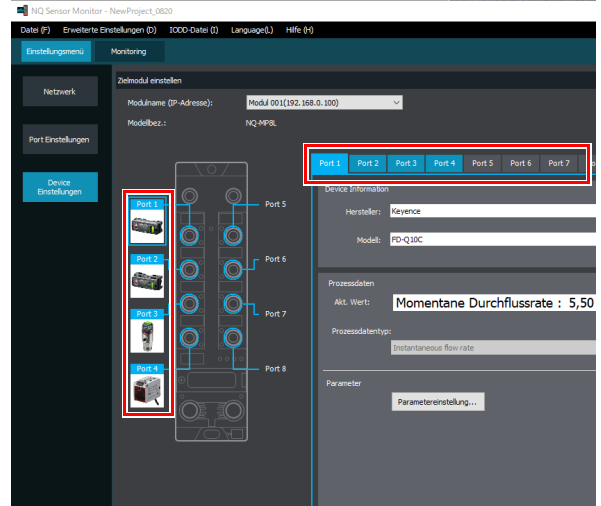 NQ Sensor Monitor - NewProject_0820
Datei (F) Erweiterte Einstellungen (D) IODD-Datei (I) Language(L) Hilfe (H)
Einstellungsmenü Monitoring
Netzwerk
Port Einstellungen
Device
Einstellungen
Zielmodul einstellen
Modulname (IP-Adresse): Modul 001(192.168.0.100)
Modellbez.: NQ-MP8L
Port 1
Port 2
Port 3
Port 4
Port 5
Port 6
Port 7
Port 8
Port 1 Port 2 Port 3 Port 4 Port 5 Port 6 Port 7
Device Information
Hersteller: Keyence
Modell: FD-Q10C
Prozessdaten
Akt. Wert: Momentane Durchflussrate : 5,50
Prozessdatentyp:
Instantaneous flow rate
Parameter
Parametereinstellung...